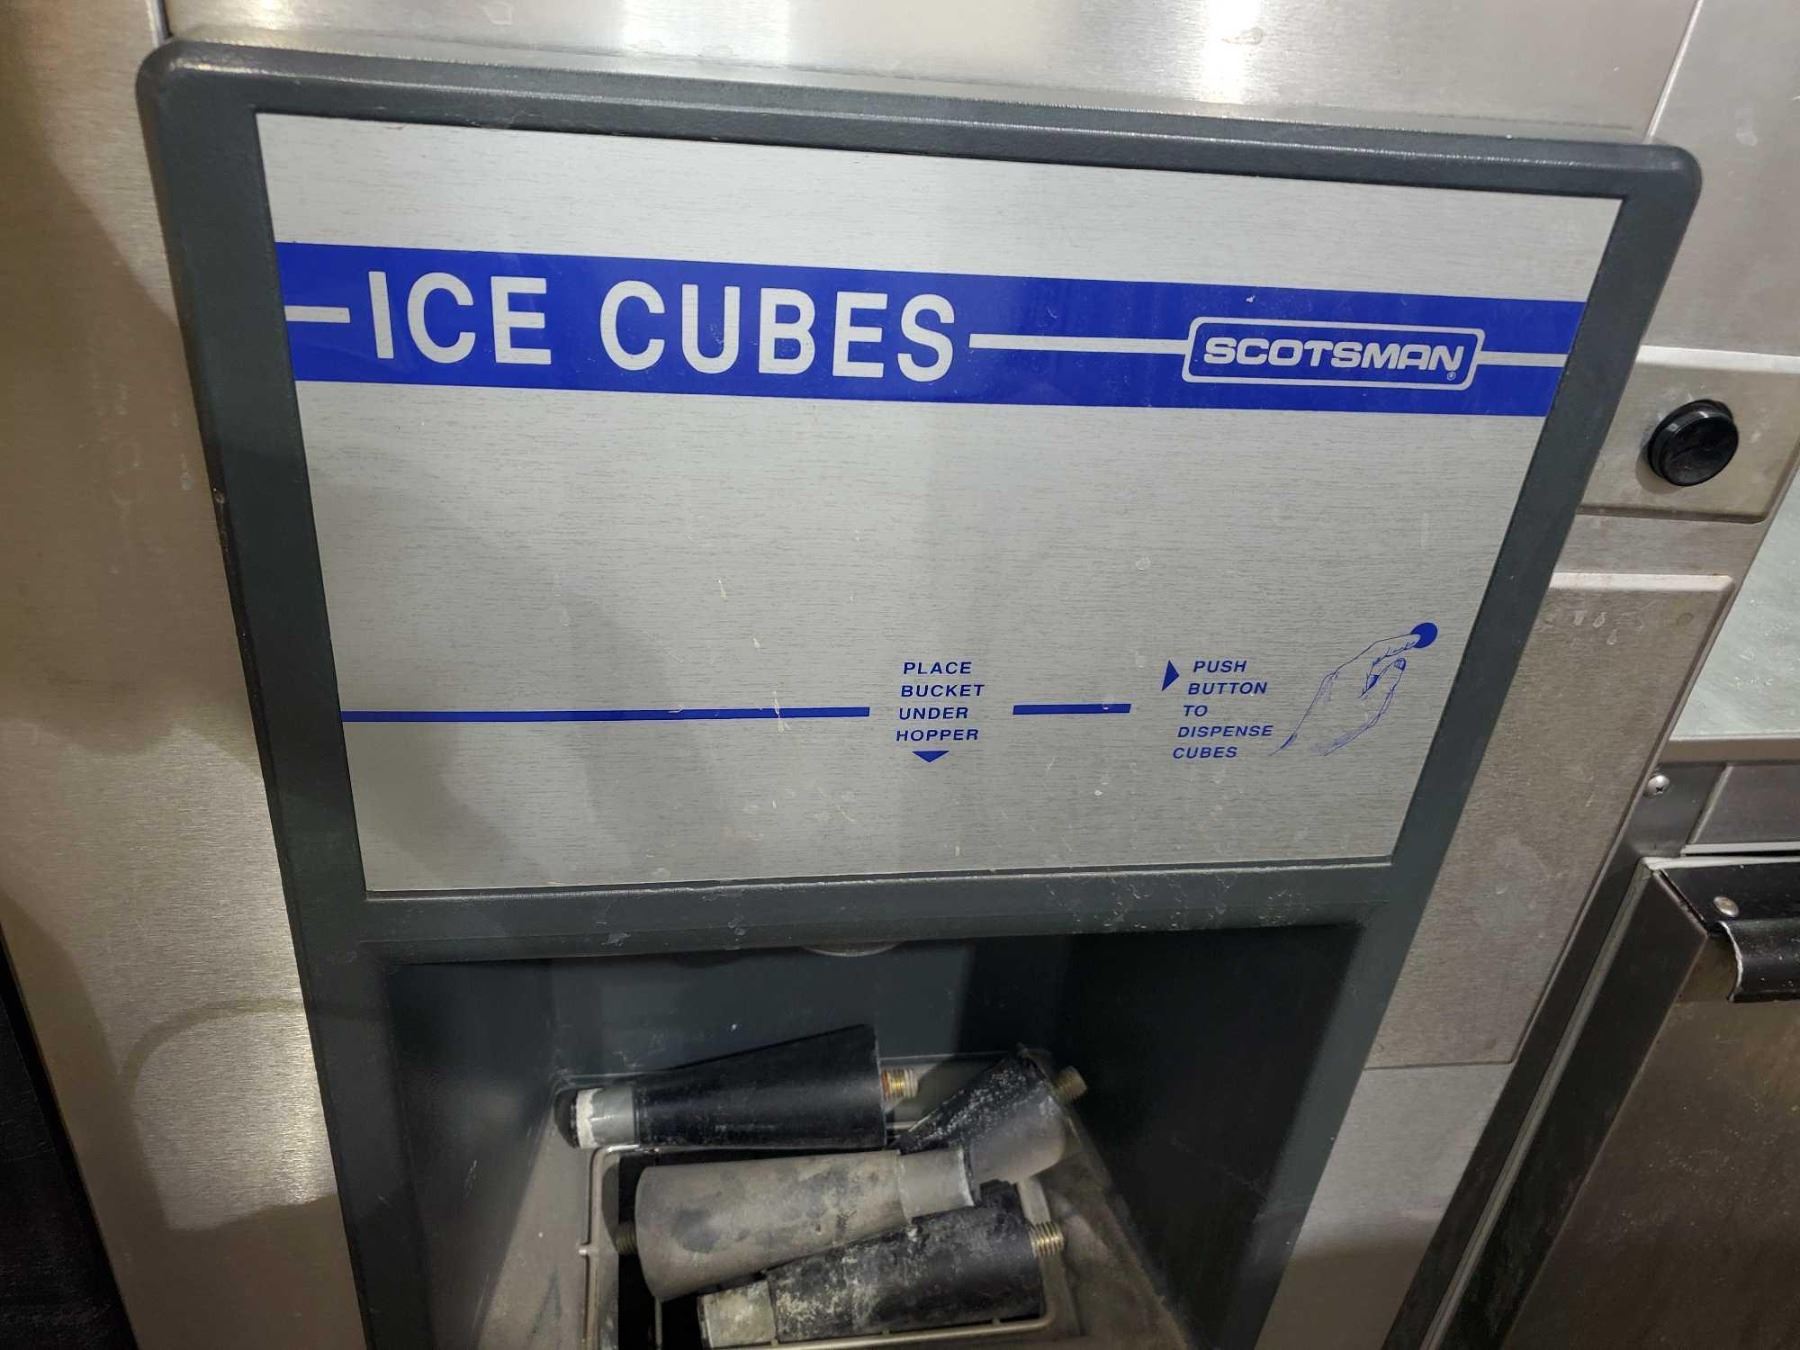 ICE CUBES
SCOTSMAN®
PLACE
BUCKET
UNDER
HOPPER
PUSH
BUTTON
TO
DISPENSE
CUBES